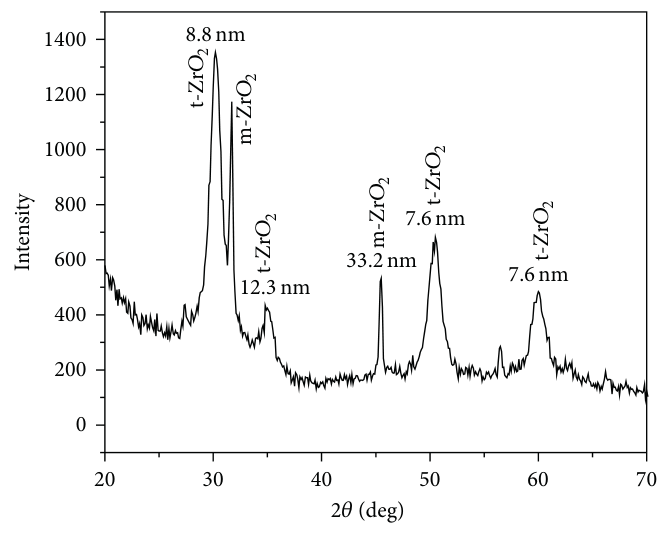 8.8 nm
t-ZrO₂
m-ZrO₂
t-ZrO₂
12.3 nm
m-ZrO₂
33.2 nm
t-ZrO₂
7.6 nm
t-ZrO₂
7.6 nm
Intensity
1400
1200
1000
800
600
400
200
0
20
30
40
50
60
70
2θ (deg)